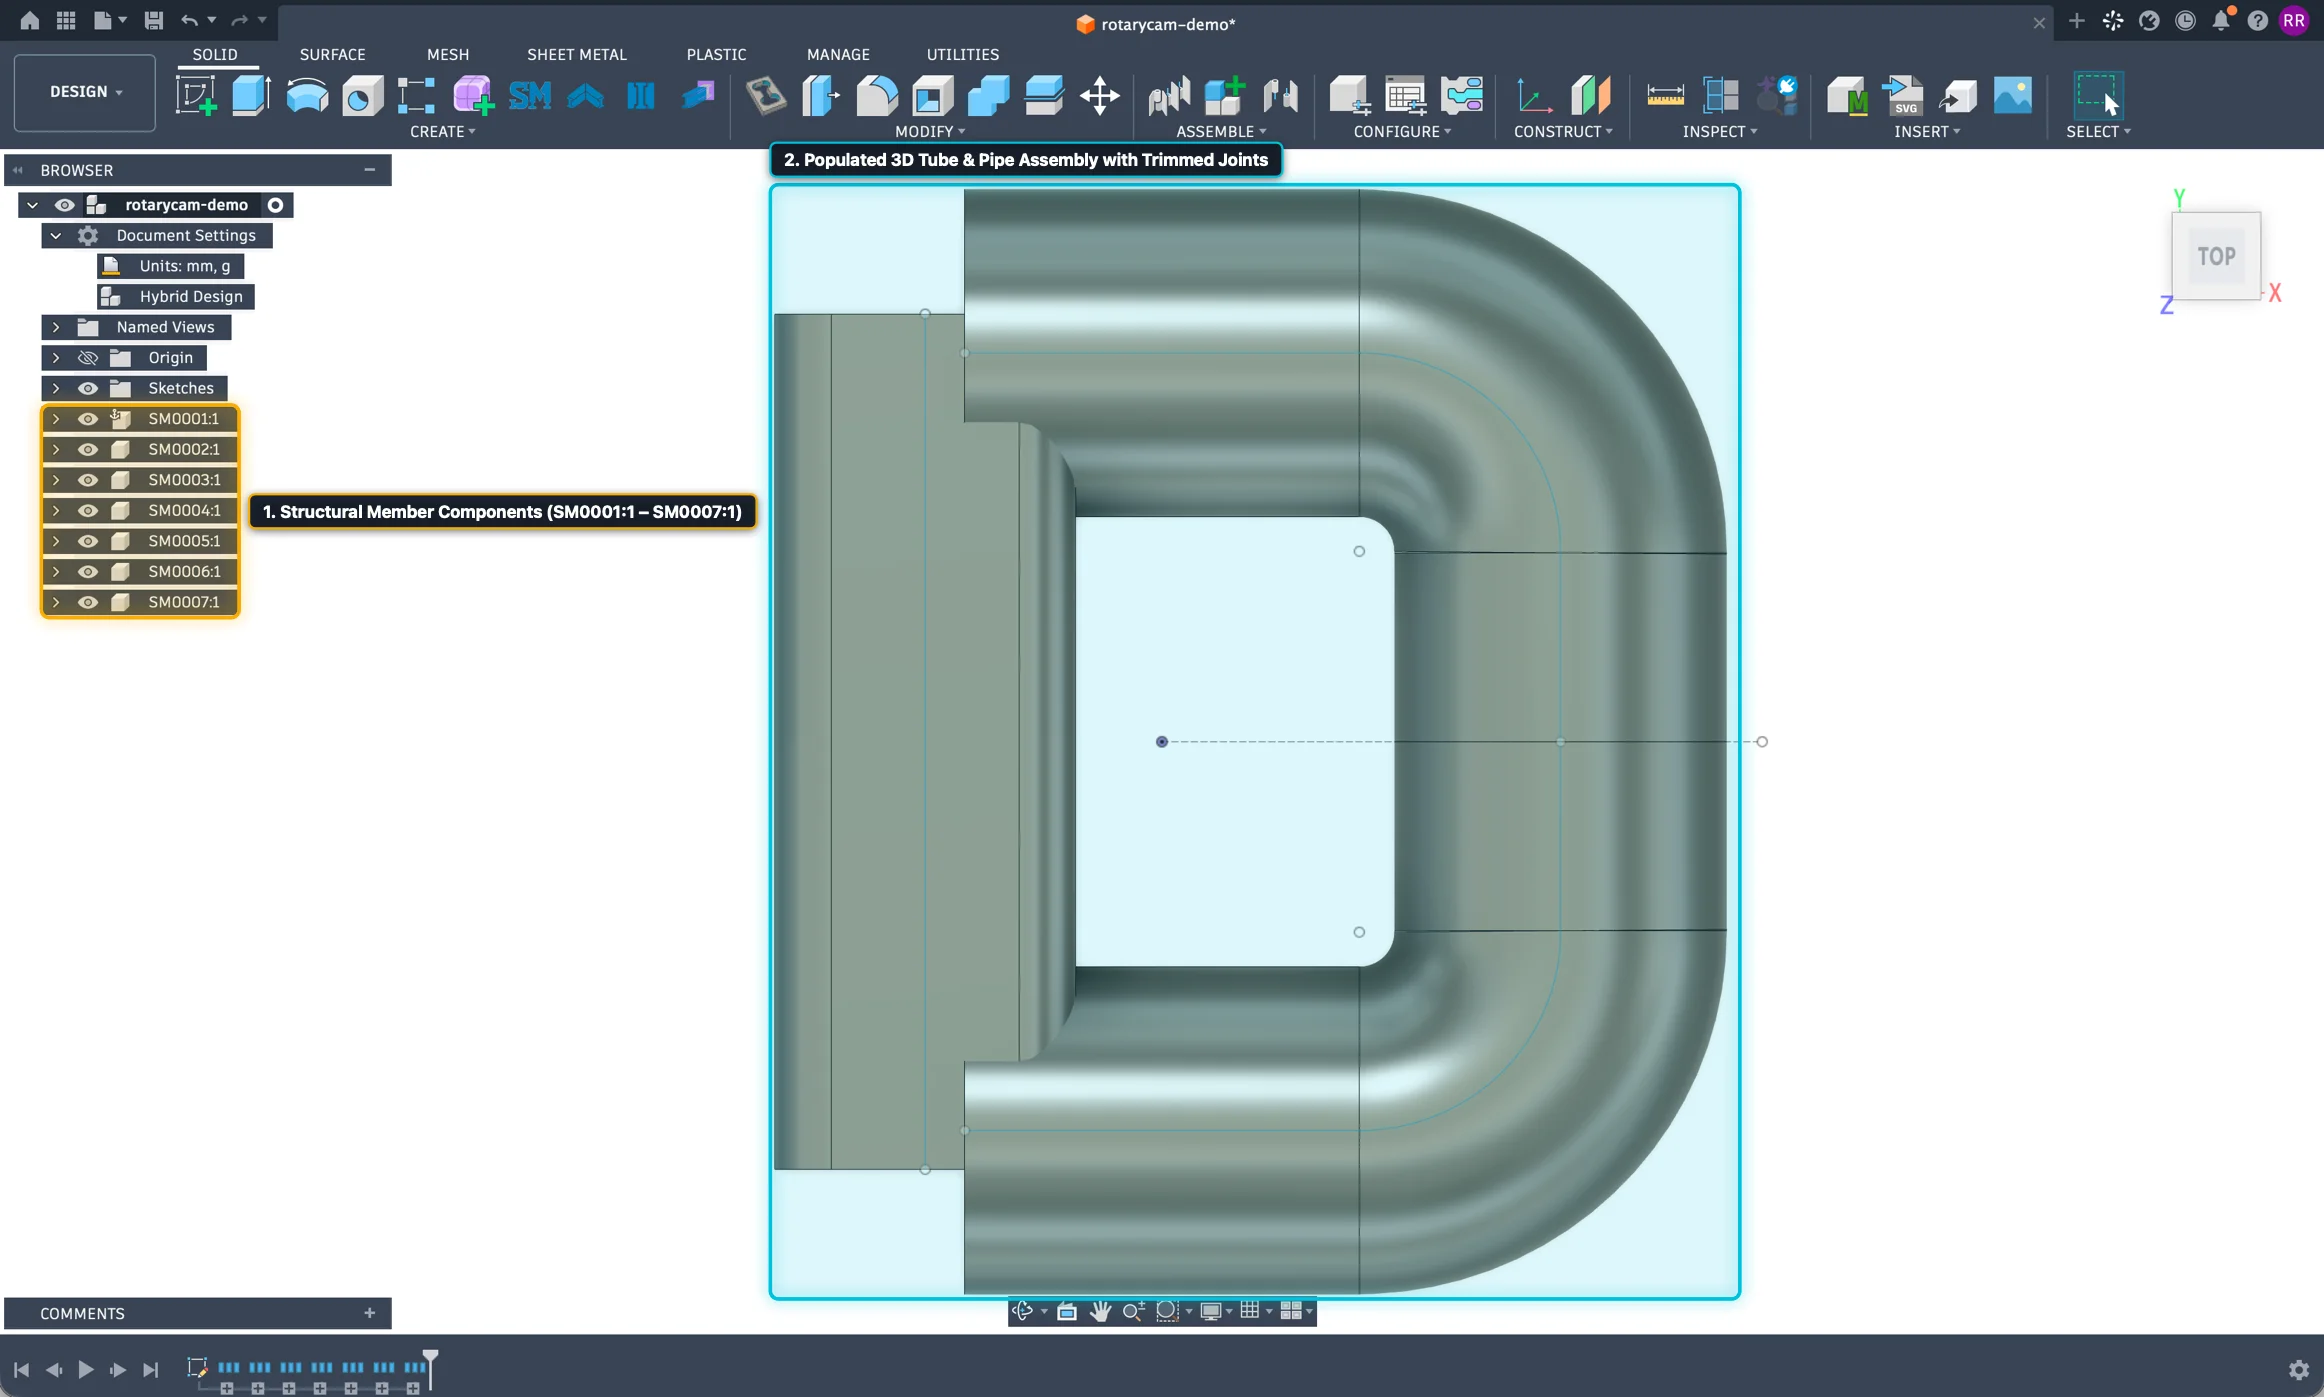 rotarycam-demo*
RR
DESIGN
SOLID
SURFACE
MESH
SHEET METAL
PLASTIC
MANAGE
UTILITIES
SM
SVG
M
CREATE
MODIFY
ASSEMBLE
CONFIGURE
CONSTRUCT
INSPECT
INSERT
SELECT
BROWSER
rotarycam-demo
Document Settings
Units: mm, g
Hybrid Design
Named Views
Origin
Sketches
SM0001:1
SM0002:1
SM0003:1
SM0004:1
SM0005:1
SM0006:1
SM0007:1
1. Structural Member Components (SM0001:1 – SM0007:1)
2. Populated 3D Tube & Pipe Assembly with Trimmed Joints
Y
TOP
X
Z
COMMENTS